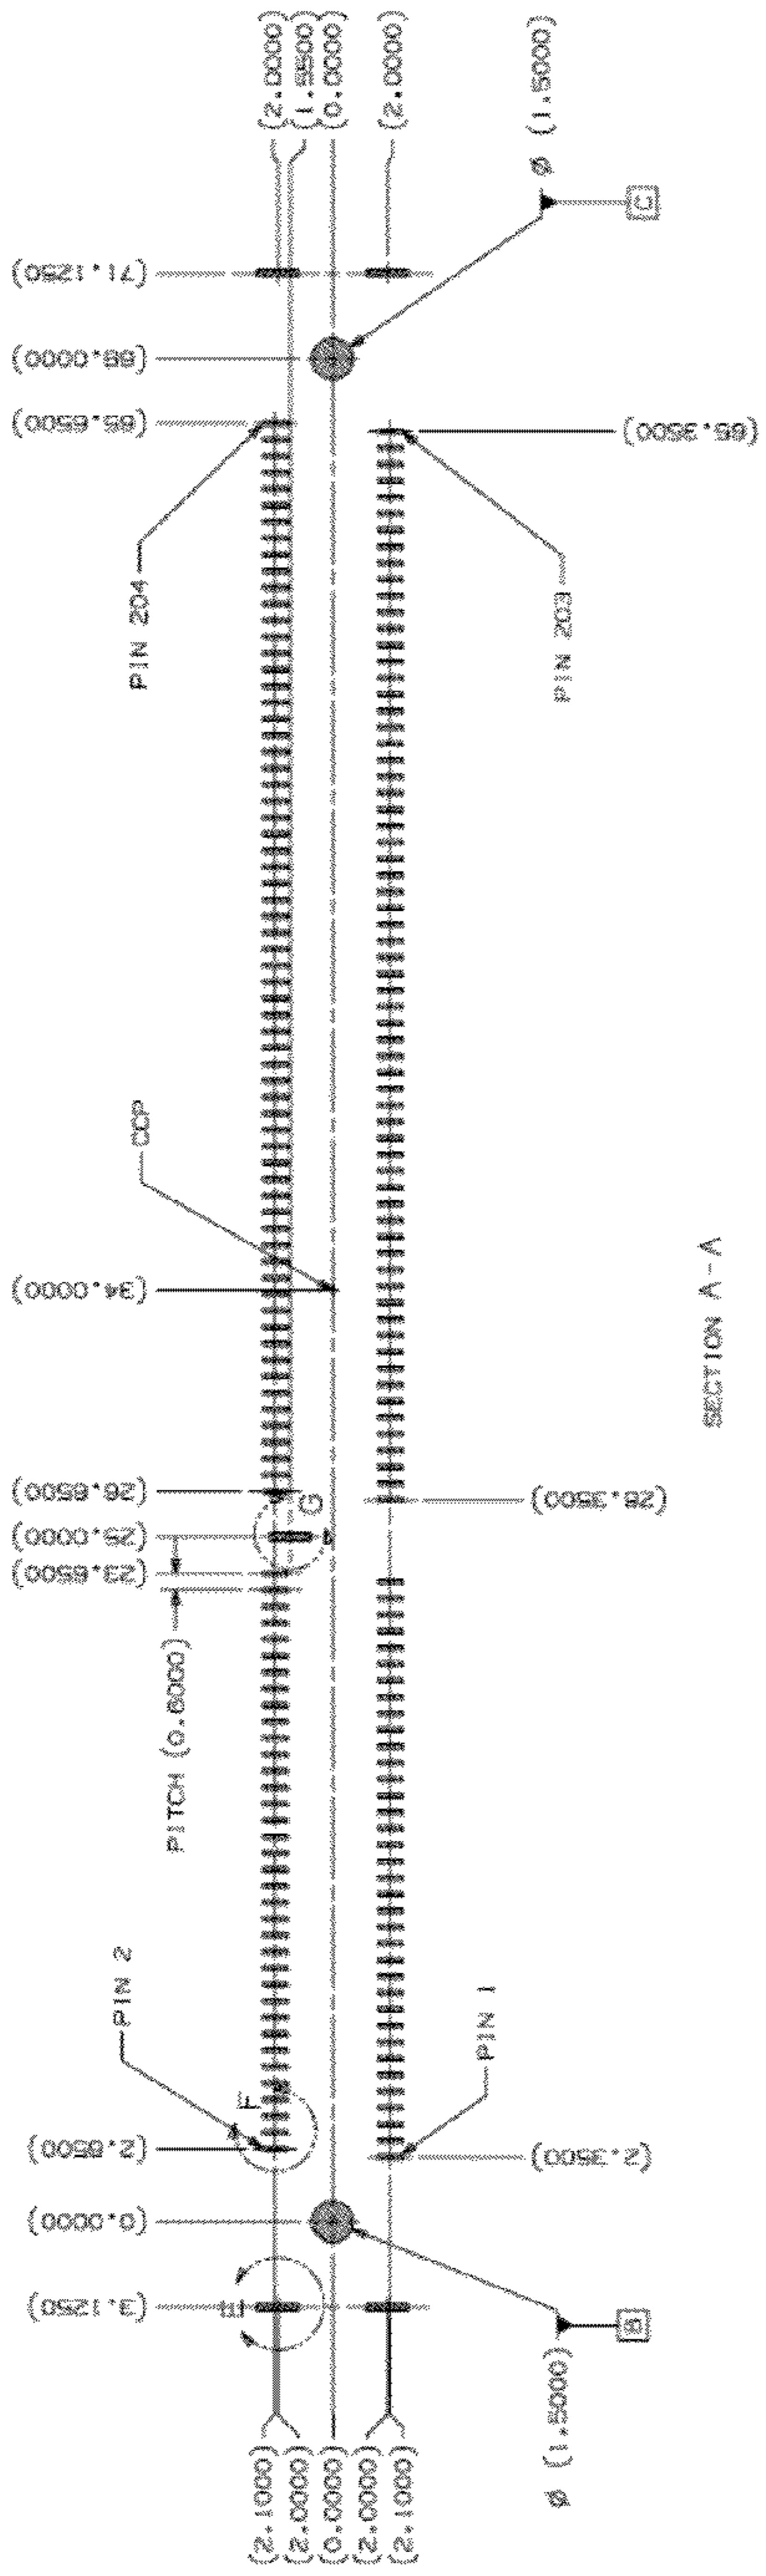 (2.0000)
(1.5500)
(0.0000)
(2.0000)
Ø (1.5000)
C
(71.1250)
(68.0000)
(65.6500)
(65.3500)
PIN 204
PIN 203
CCP
(34.0000)
SECTION A-A
(26.6500)
(26.3500)
G
(25.0000)
(23.6500)
PITCH (0.6000)
PIN 2
PIN 1
F
(2.6500)
(2.3500)
(0.0000)
(3.1250)
E
B
Ø (1.5000)
(2.1000)
(2.0000)
(0.0000)
(2.0000)
(2.1000)